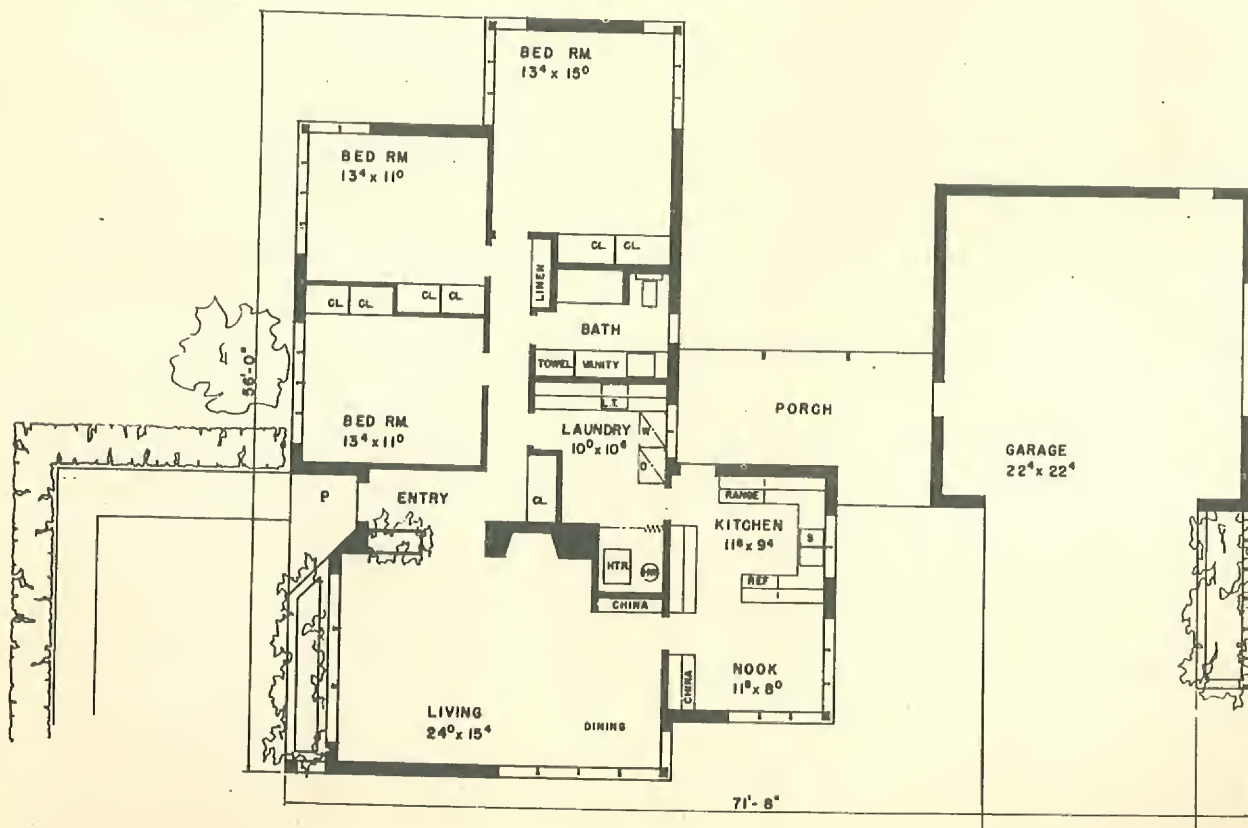 BED RM.
13⁴ x 15⁰
BED RM
13⁴ x 11⁰
CL. CL.
LINEN
CL. CL. CL. CL.
BATH
TOWEL VANITY
56'-0"
L.T.
PORCH
BED RM.
13⁴ x 11⁰
LAUNDRY
10⁰ x 10⁴
W
D
GARAGE
22⁴ x 22⁴
P
ENTRY
CL.
RANGE
KITCHEN
11⁸ x 9⁴
S
HTR.
HW
REF.
CHINA
NOOK
11⁸ x 8⁰
CHINA
LIVING
24⁰ x 15⁴
DINING
71'-8"